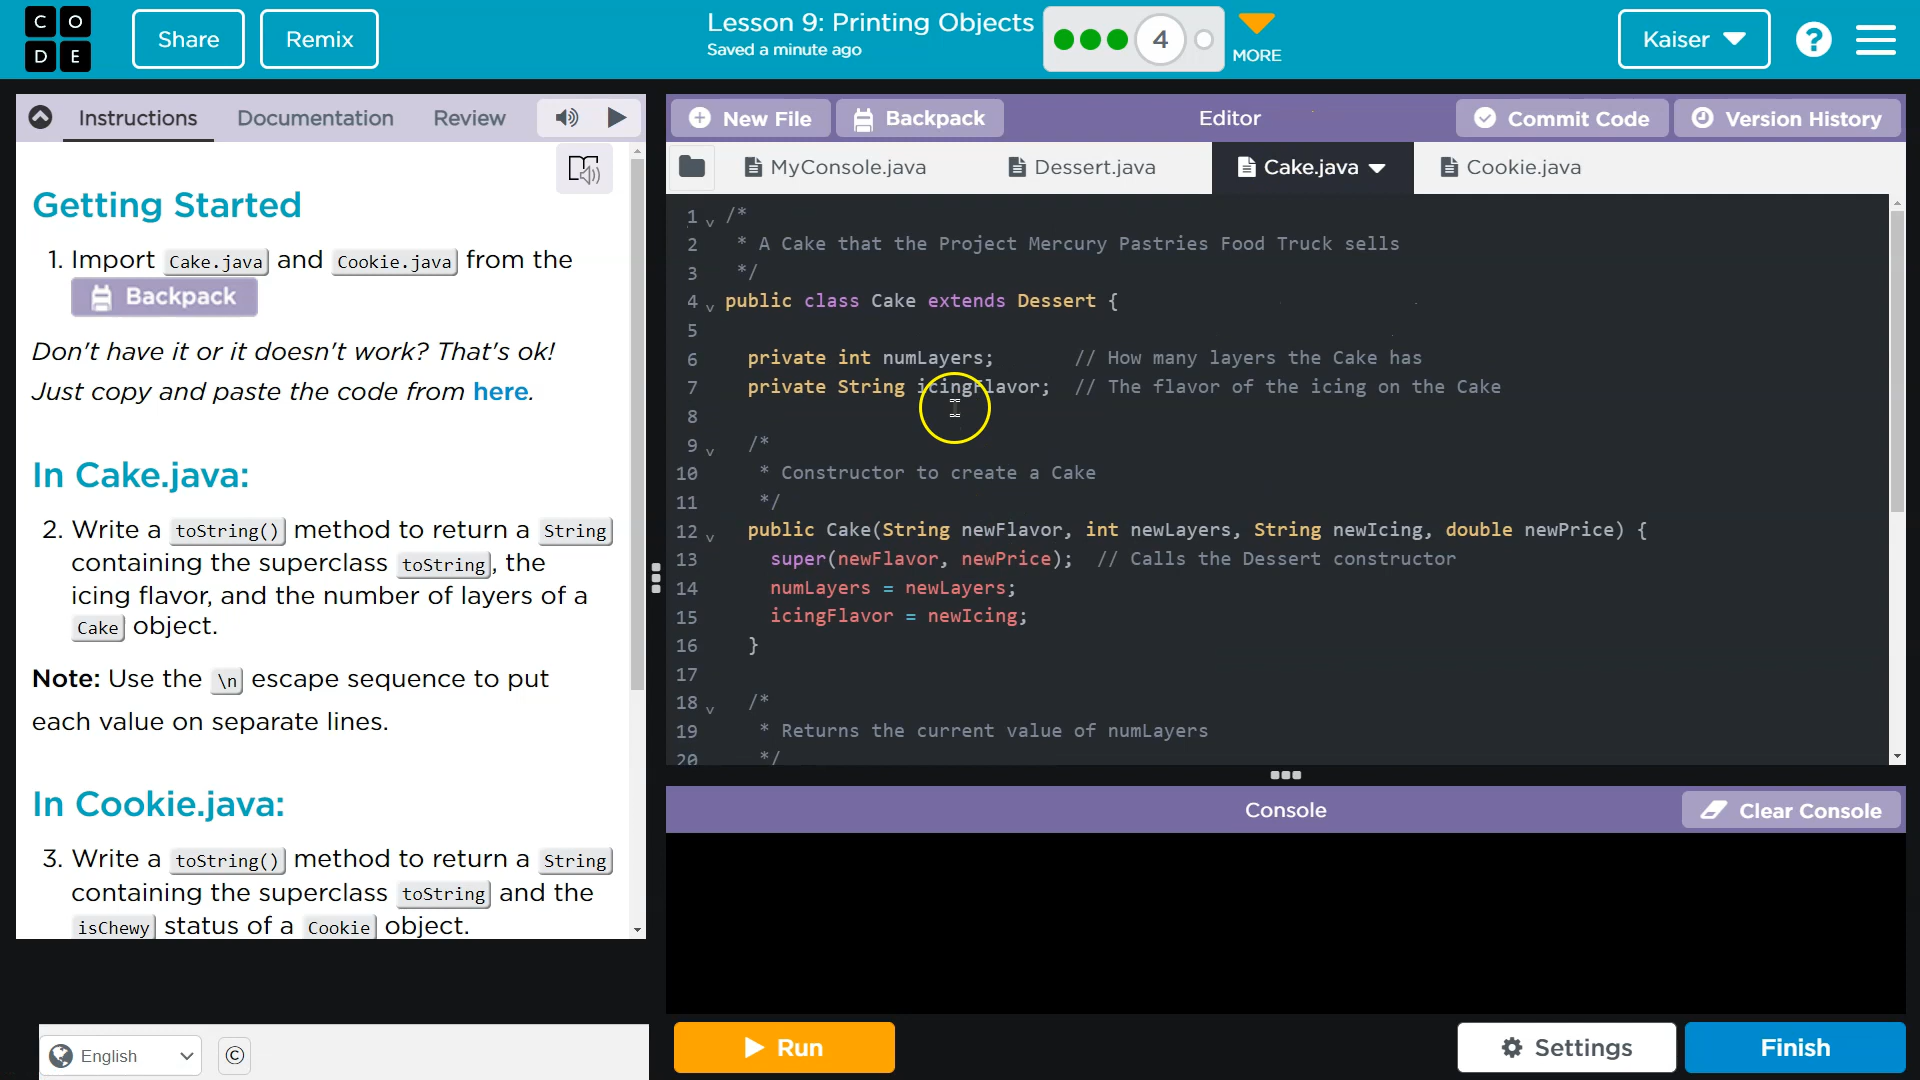 C O
D E
Share
Remix
Lesson 9: Printing Objects
Saved a minute ago
4
MORE
Kaiser
?
Instructions
Documentation
Review
Getting Started
1. Import Cake.java and Cookie.java from the
Backpack
Don't have it or it doesn't work? That's ok!
Just copy and paste the code from here.
In Cake.java:
2. Write a toString() method to return a String
containing the superclass toString, the
icing flavor, and the number of layers of a
Cake object.
Note: Use the \n escape sequence to put
each value on separate lines.
In Cookie.java:
3. Write a toString() method to return a String
containing the superclass toString and the
isChewy status of a Cookie object.
English
©
New File
Backpack
Editor
Commit Code
Version History
MyConsole.java
Dessert.java
Cake.java
Cookie.java
1 /*
2 * A Cake that the Project Mercury Pastries Food Truck sells
3 */
4 public class Cake extends Dessert {
5
6 private int numLayers; // How many layers the Cake has
7 private String icingFlavor; // The flavor of the icing on the Cake
8
9 /*
10 * Constructor to create a Cake
11 */
12 public Cake(String newFlavor, int newLayers, String newIcing, double newPrice) {
13 super(newFlavor, newPrice); // Calls the Dessert constructor
14 numLayers = newLayers;
15 icingFlavor = newIcing;
16 }
17
18 /*
19 * Returns the current value of numLayers
20 */
Console
Clear Console
Run
Settings
Finish